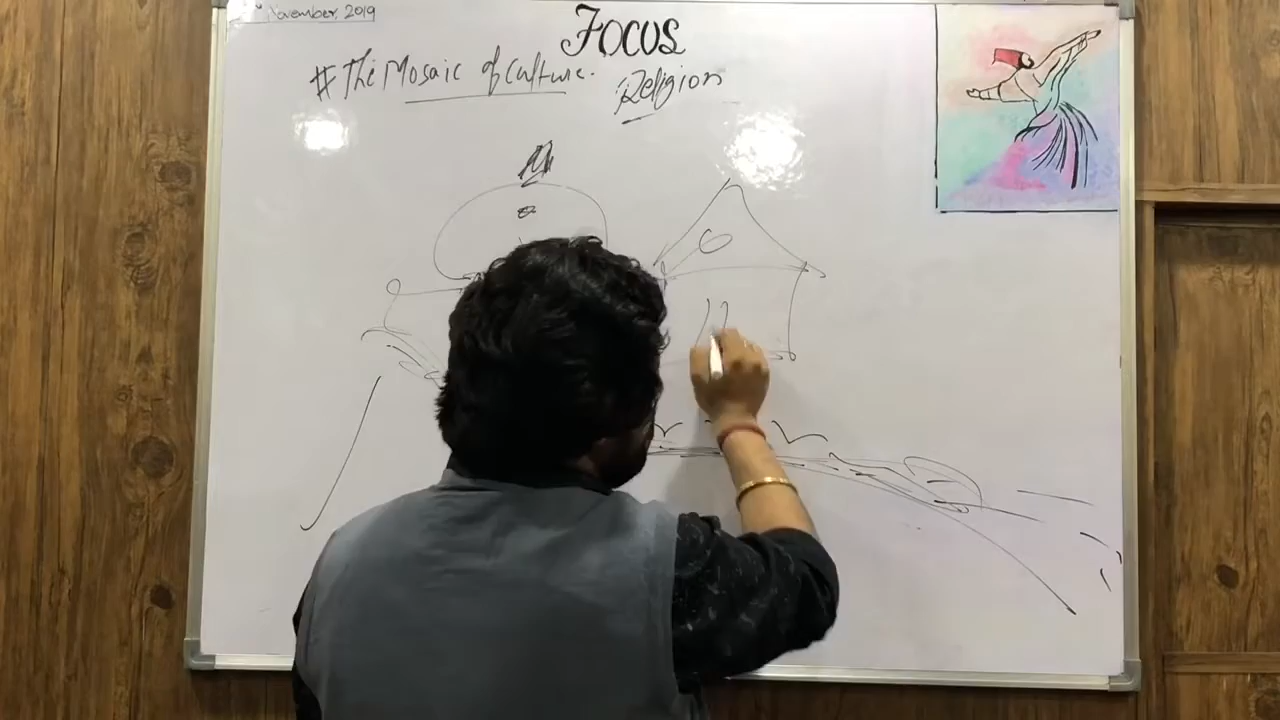 November, 2019
FOCUS
# The Mosaic of Culture. Religion